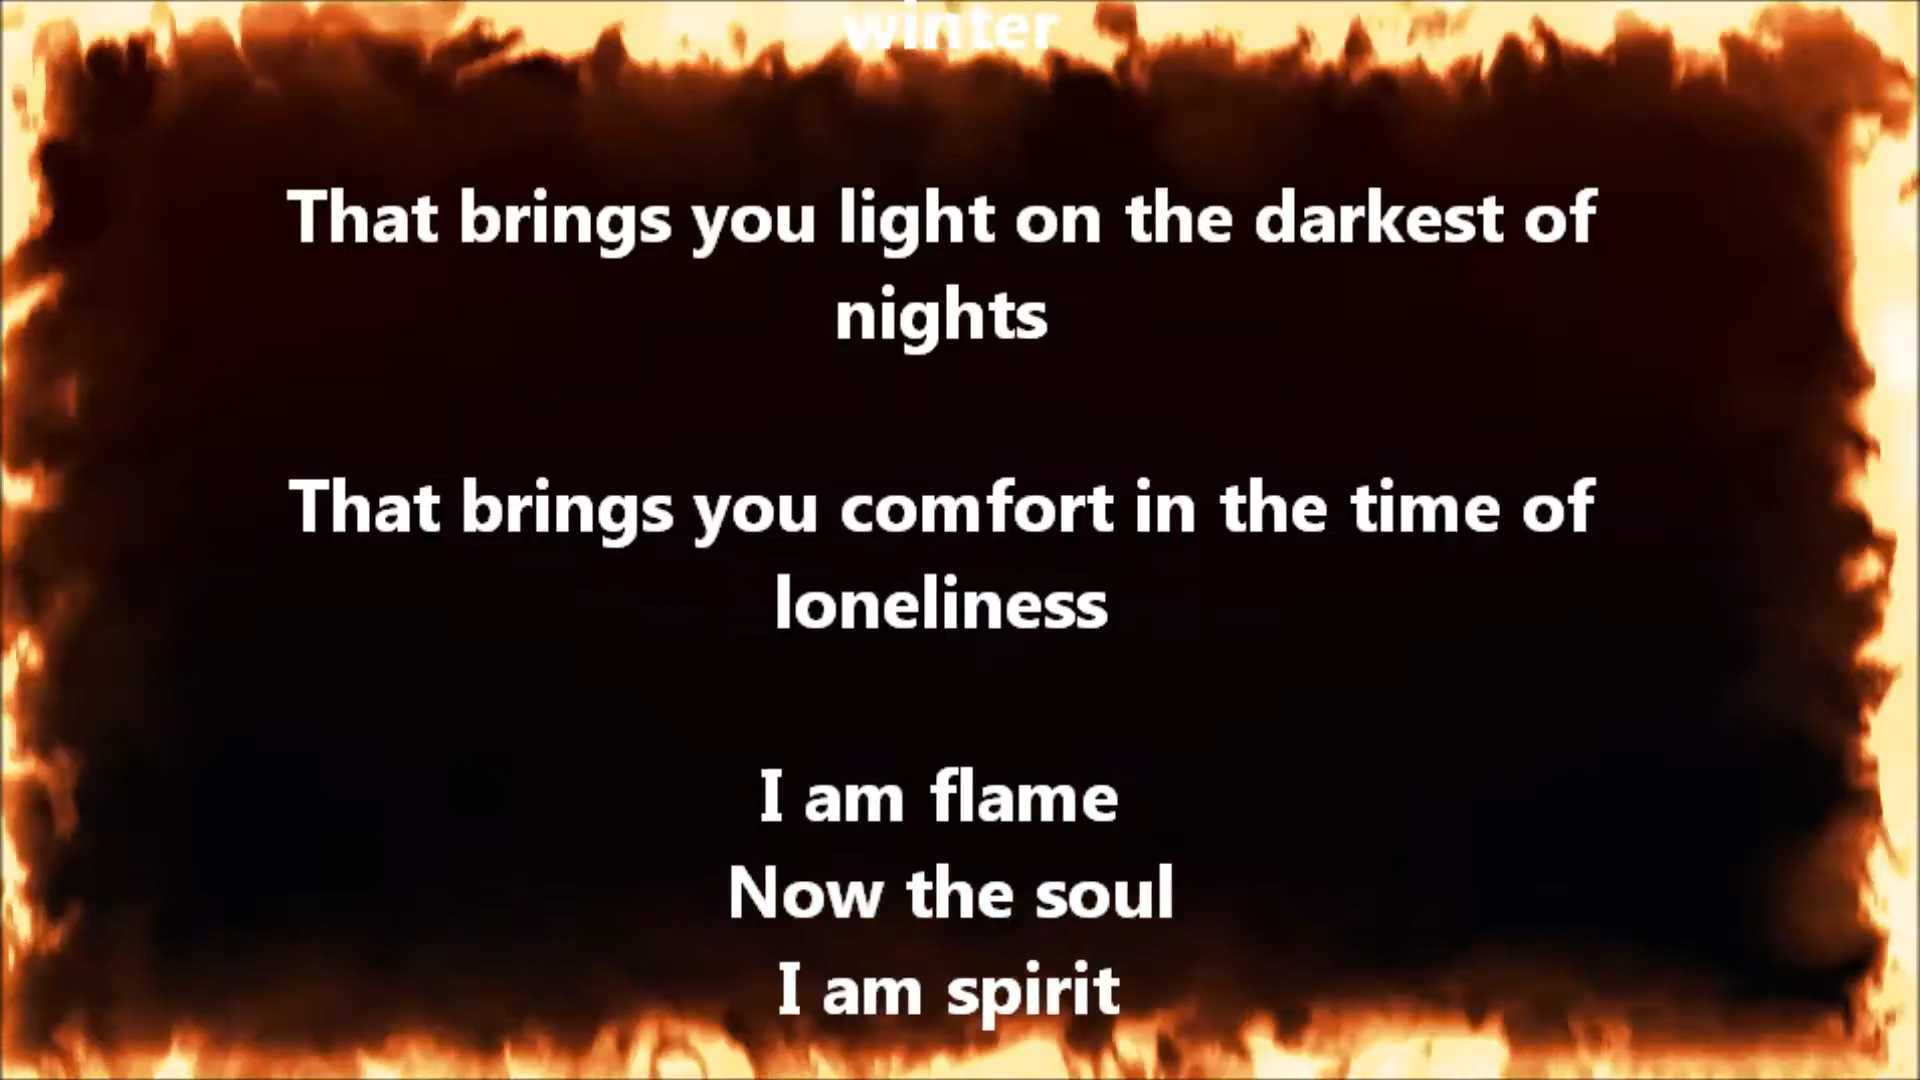 winter
That brings you light on the darkest of
nights
That brings you comfort in the time of
loneliness
I am flame
Now the soul
I am spirit